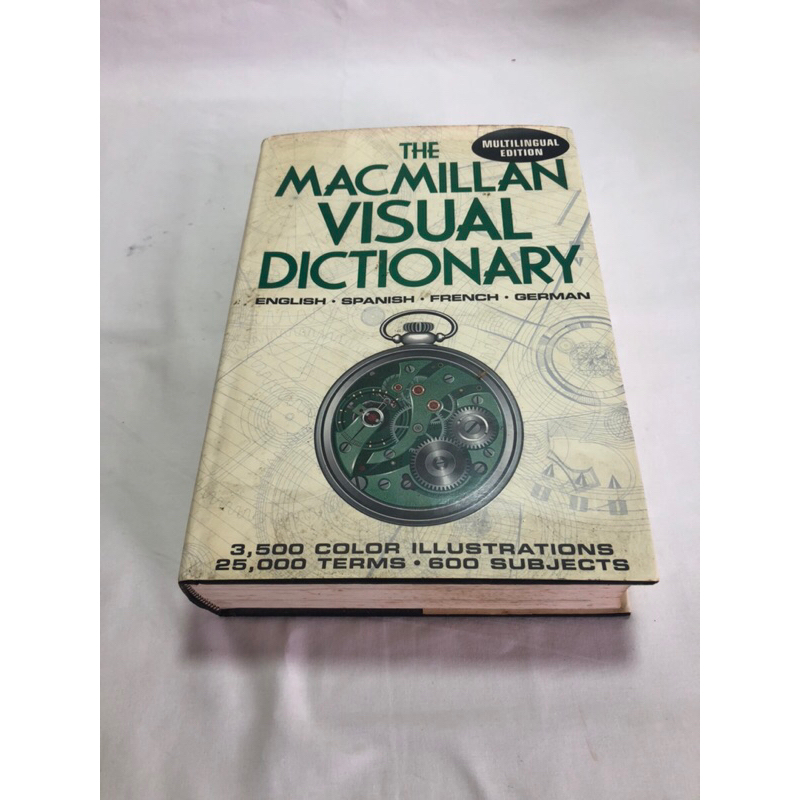 THE
MULTILINGUAL
EDITION
MACMILLAN
VISUAL
DICTIONARY
ENGLISH · SPANISH · FRENCH · GERMAN
3,500 COLOR ILLUSTRATIONS
25,000 TERMS · 600 SUBJECTS